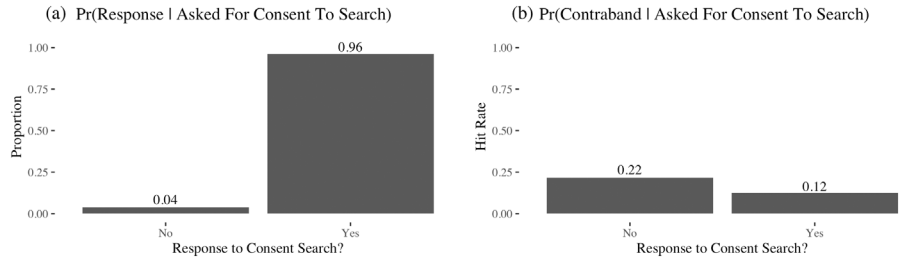 (a) Pr(Response | Asked For Consent To Search)
1.00
0.75
0.50
0.25
0.00
Proportion
0.04
0.96
No
Yes
Response to Consent Search?
(b) Pr(Contraband | Asked For Consent To Search)
1.00
0.75
0.50
0.25
0.00
Hit Rate
0.22
0.12
No
Yes
Response to Consent Search?